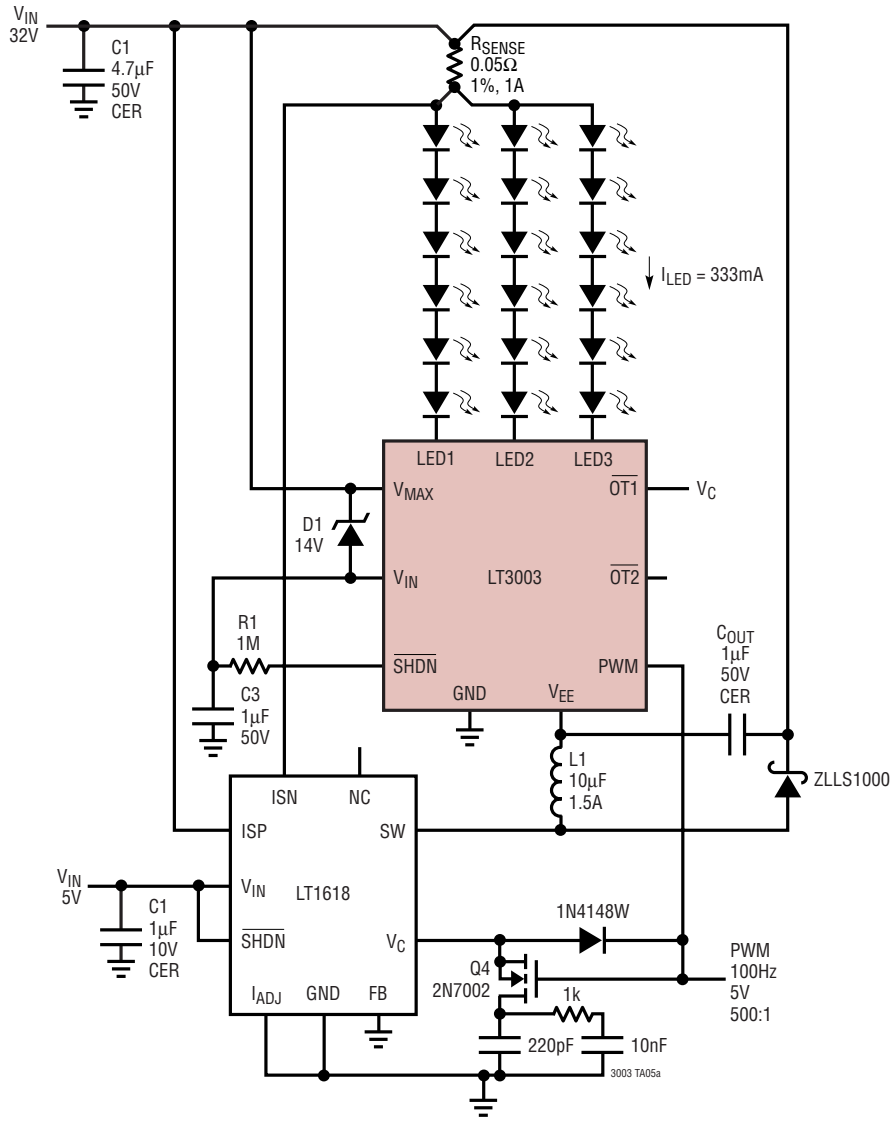 VIN
32V
C1
4.7µF
50V
CER
RSENSE
0.05Ω
1%, 1A
ILED = 333mA
LED1
LED2
LED3
VMAX
OT1
VC
D1
14V
VIN
LT3003
OT2
R1
1M
SHDN
PWM
COUT
1µF
50V
CER
GND
VEE
C3
1µF
50V
L1
10µF
1.5A
ZLLS1000
ISN
NC
ISP
SW
VIN
5V
VIN
LT1618
C1
1µF
10V
CER
SHDN
VC
1N4148W
Q4
2N7002
PWM
100Hz
5V
500:1
IADJ
GND
FB
1k
220pF
10nF
3003 TA05a